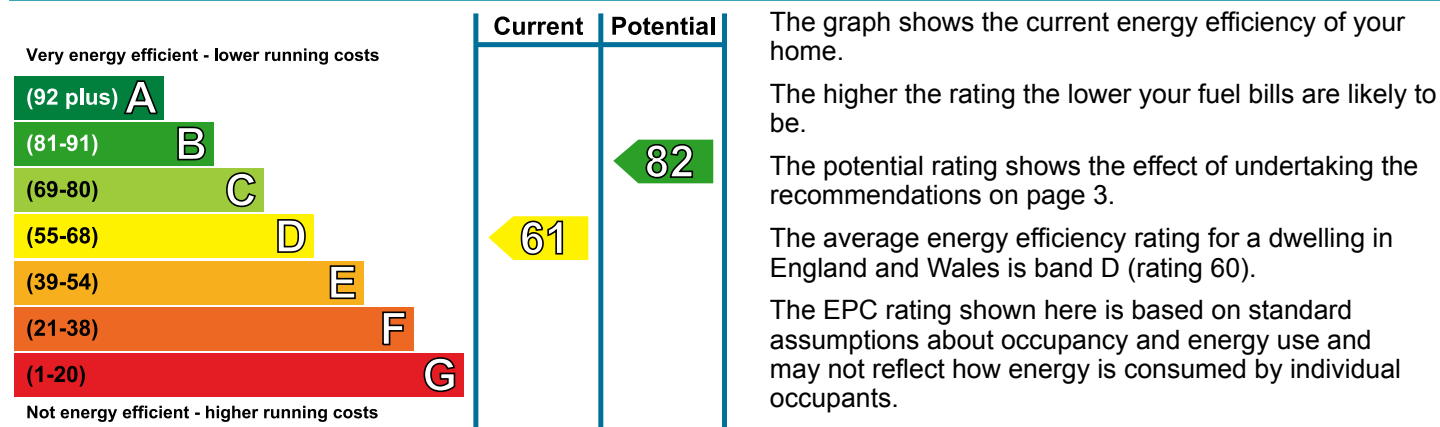 Current Potential
Very energy efficient - lower running costs
(92 plus) A
(81-91) B
(69-80) C
(55-68) D
(39-54) E
(21-38) F
(1-20) G
Not energy efficient - higher running costs
82
61
The graph shows the current energy efficiency of your
home.
The higher the rating the lower your fuel bills are likely to
be.
The potential rating shows the effect of undertaking the
recommendations on page 3.
The average energy efficiency rating for a dwelling in
England and Wales is band D (rating 60).
The EPC rating shown here is based on standard
assumptions about occupancy and energy use and
may not reflect how energy is consumed by individual
occupants.